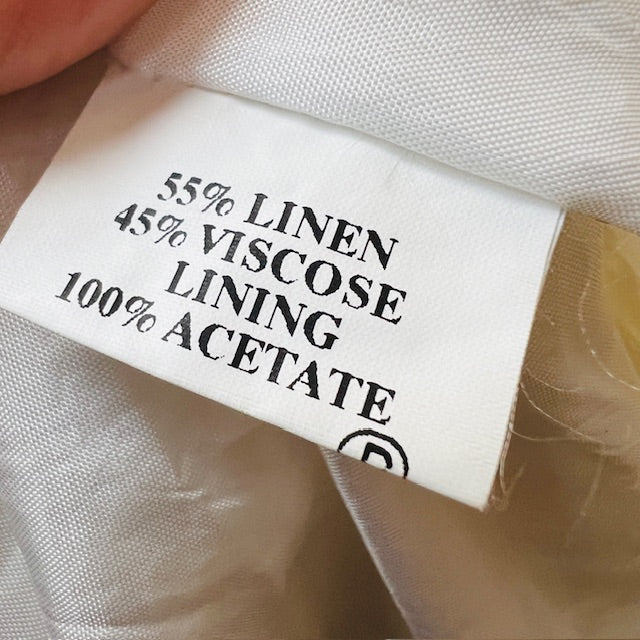 55% LINEN
45% VISCOSE
LINING
100% ACETATE
P